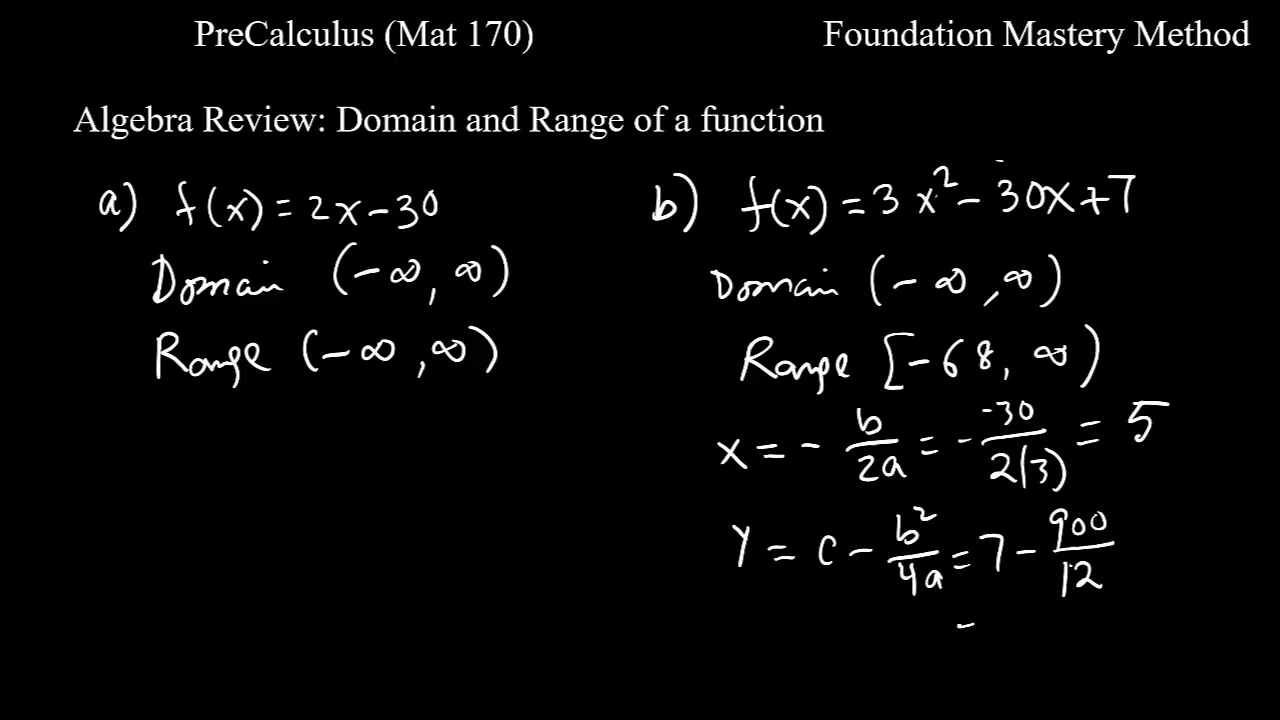 PreCalculus (Mat 170) Foundation Mastery Method
Algebra Review: Domain and Range of a function
a) f(x) = 2x - 30
Domain (-∞, ∞)
Range (-∞, ∞)
b) f(x) = 3x² - 30x + 7
Domain (-∞, ∞)
Range [-68, ∞)
x = - b/2a = - -30/2(3) = 5
y = c - b²/4a = 7 - 900/12
=